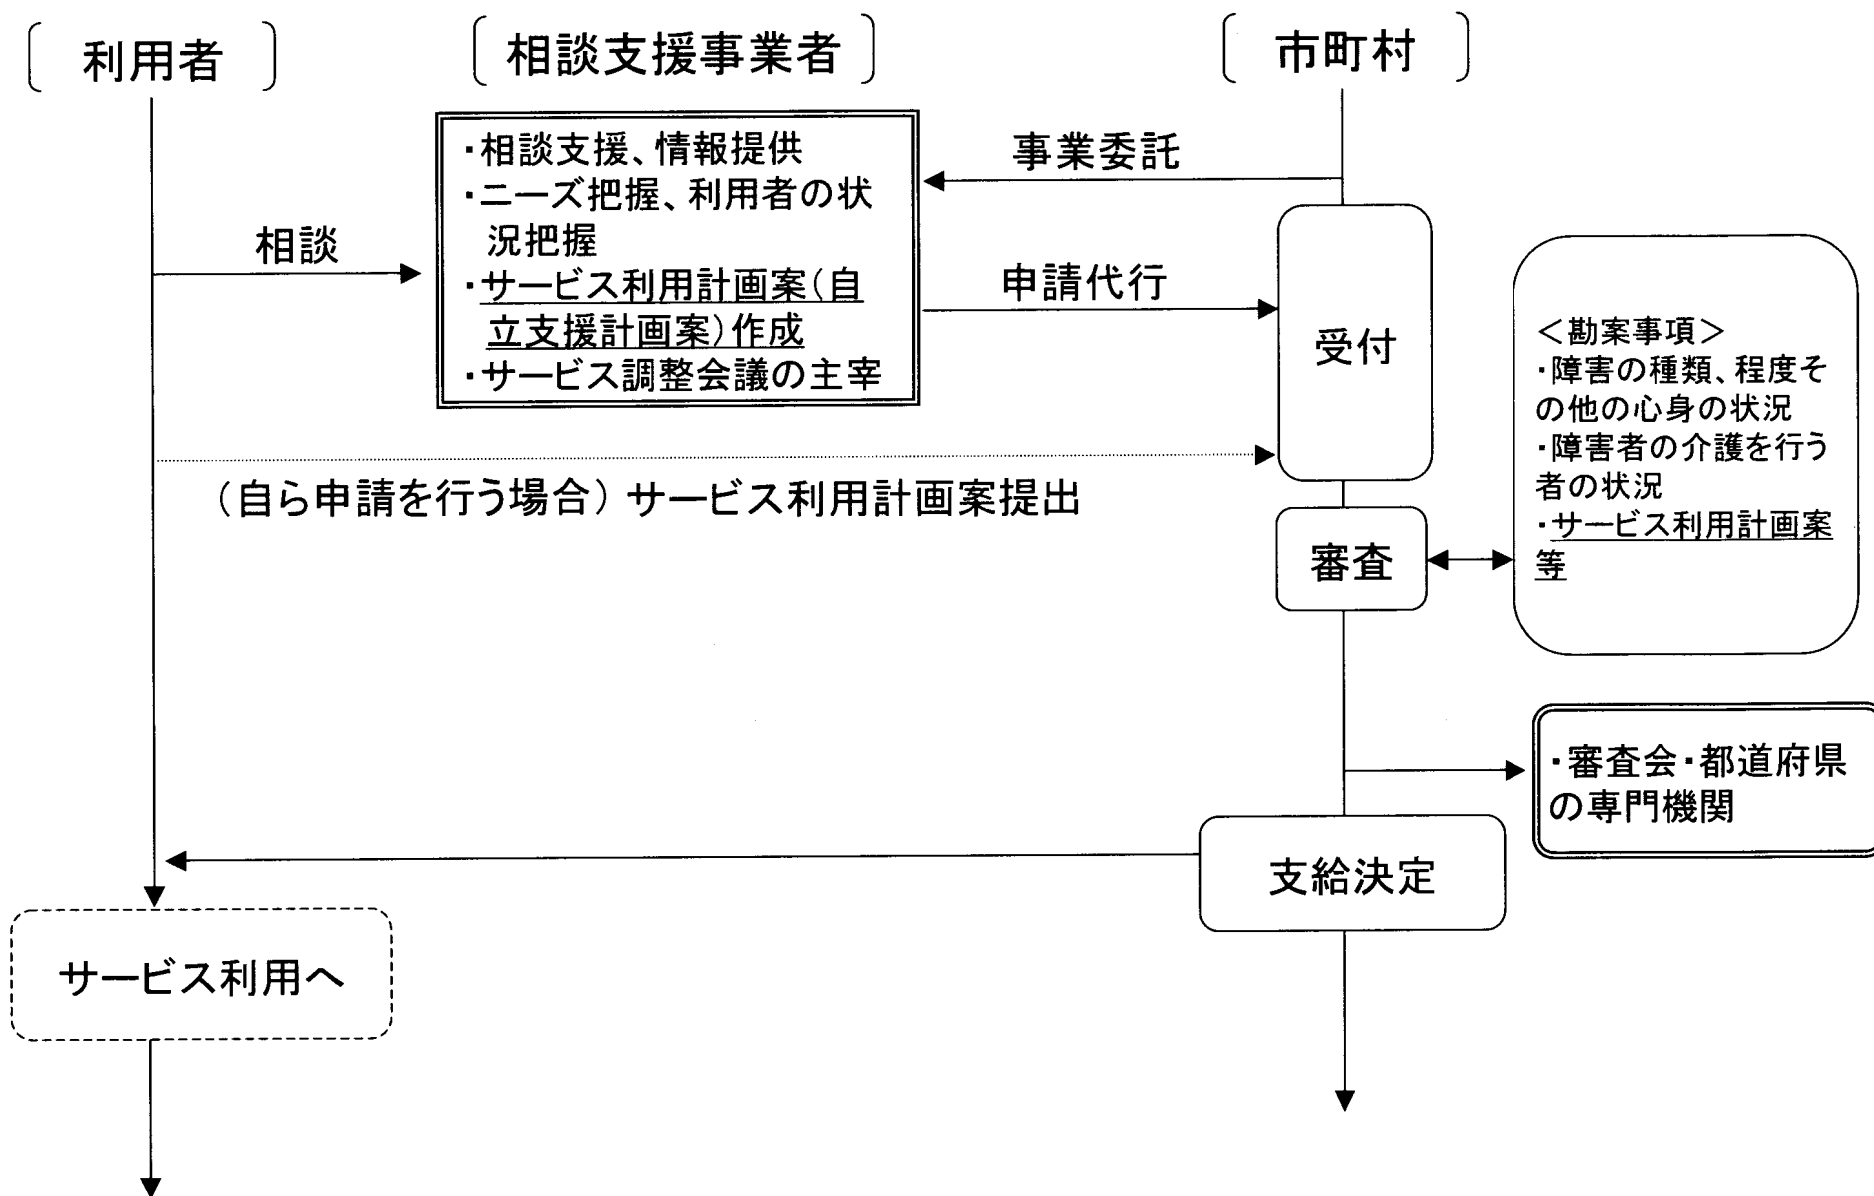 利用者
相談支援事業者
市町村
・相談支援、情報提供
・ニーズ把握、利用者の状
況把握
・サービス利用計画案(自
立支援計画案)作成
・サービス調整会議の主宰
事業委託
相談
申請代行
受付
(自ら申請を行う場合)サービス利用計画案提出
審査
<勘案事項>
・障害の種類、程度そ
の他の心身の状況
・障害者の介護を行う
者の状況
・サービス利用計画案
等
・審査会・都道府県
の専門機関
支給決定
サービス利用へ